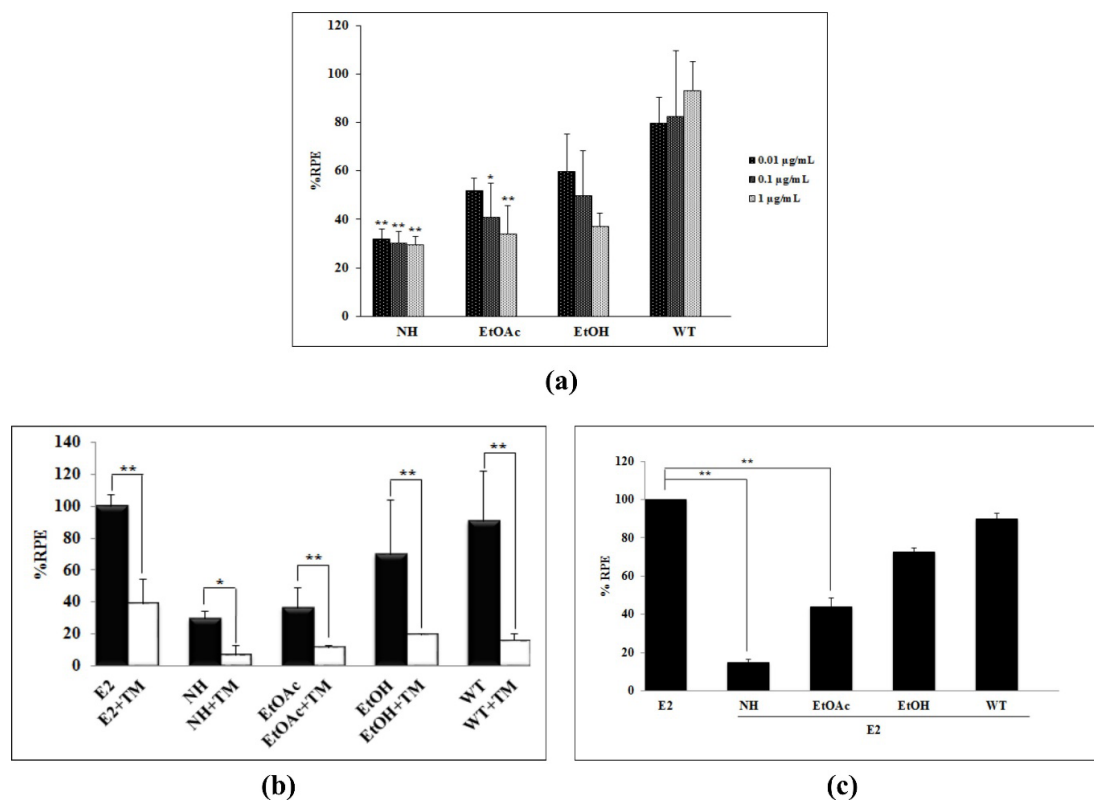 120
100
80
60
40
20
0
%RPE
**
**
**
*
**
NH
EtOAc
EtOH
WT
0.01 µg/mL
0.1 µg/mL
1 µg/mL
(a)
140
120
100
80
60
40
20
0
%RPE
**
*
**
**
**
E2
E2+TM
NH
NH+TM
EtOAc
EtOAc+TM
EtOH
EtOH+TM
WT
WT+TM
(b)
120
100
80
60
40
20
0
% RPE
**
**
E2
NH
EtOAc
EtOH
WT
E2
(c)